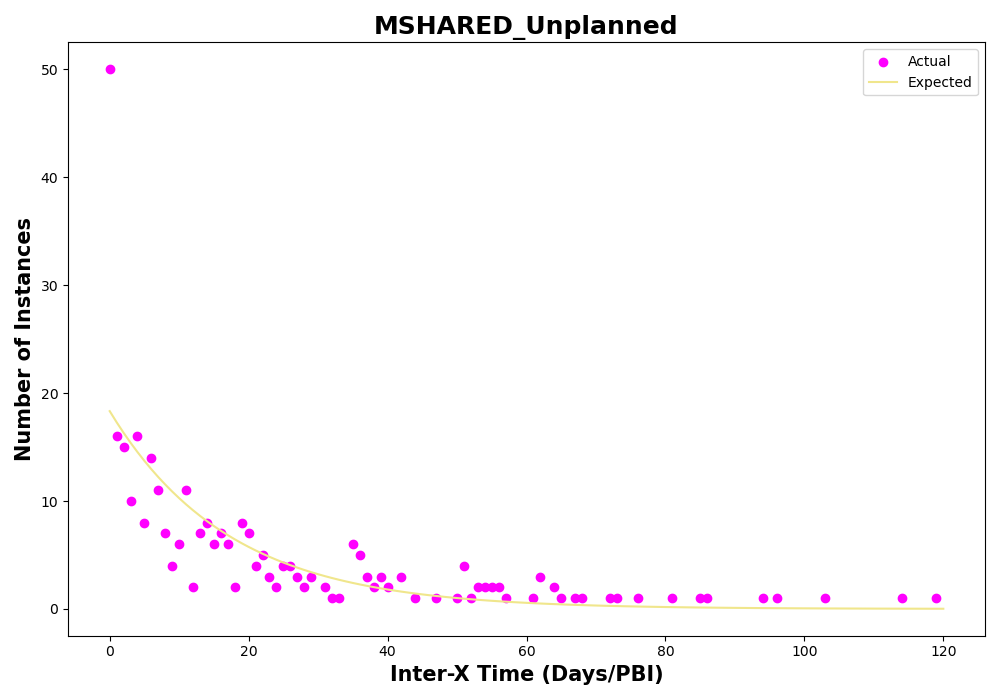 MSHARED_Unplanned
Actual
Expected
Number of Instances
50
40
30
20
10
0
0 20 40 60 80 100 120
Inter-X Time (Days/PBI)